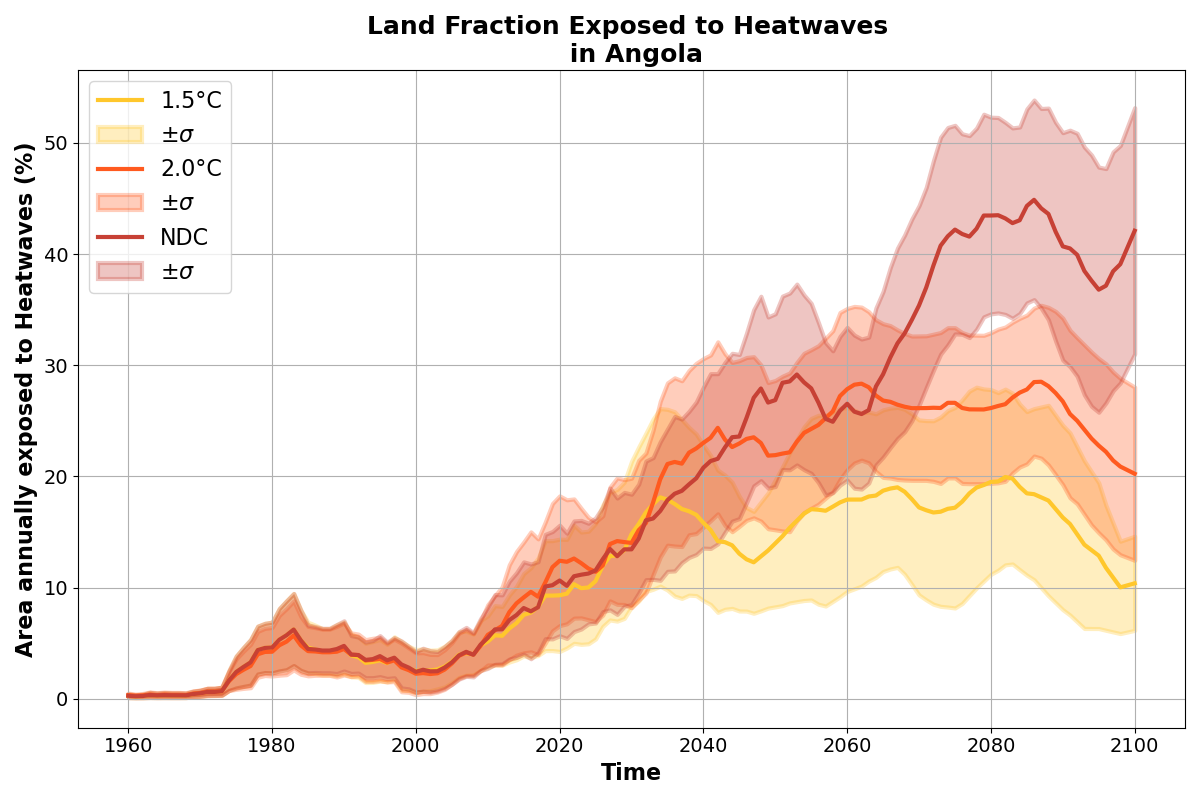 Land Fraction Exposed to Heatwaves
in Angola
1.5°C
±σ
2.0°C
±σ
NDC
±σ
Area annually exposed to Heatwaves (%)
50
40
30
20
10
0
1960 1980 2000 2020 2040 2060 2080 2100
Time